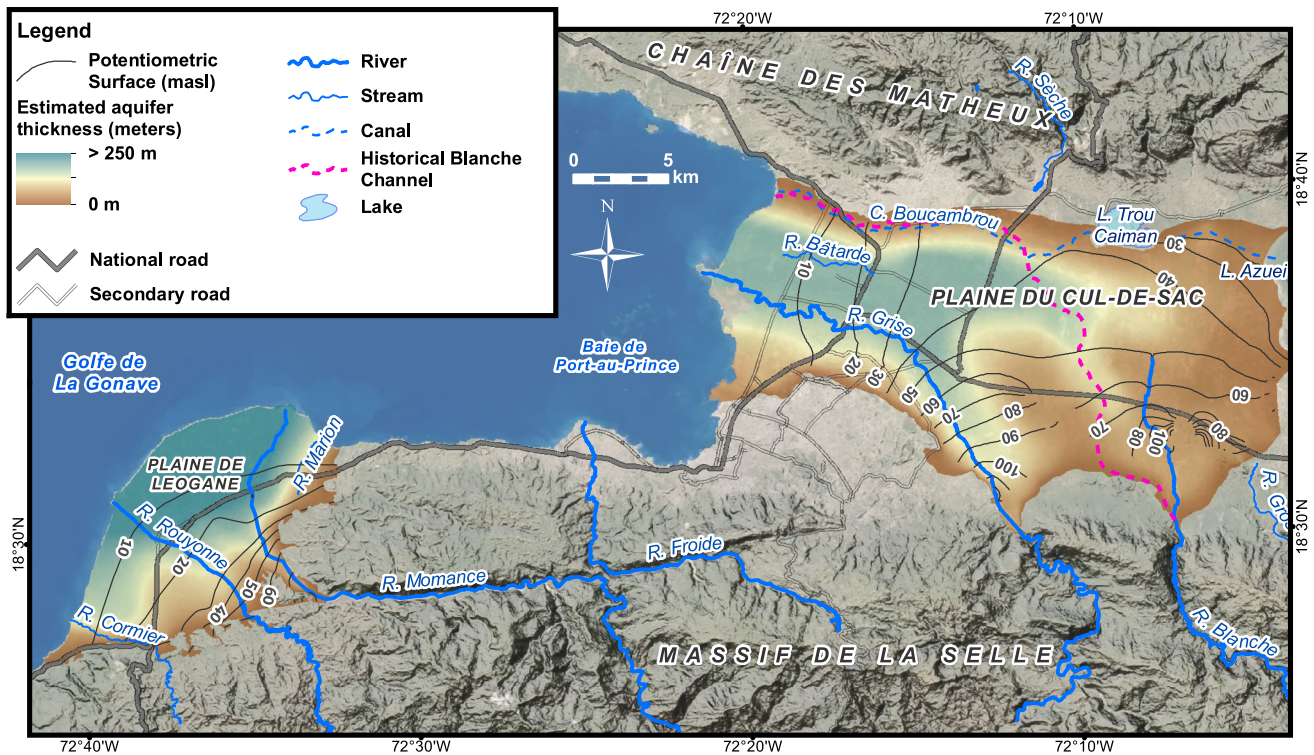 72°20'W
72°10'W
Legend
Potentiometric
Surface (masl)
Estimated aquifer
thickness (meters)
> 250 m
0 m
National road
Secondary road
River
Stream
Canal
Historical Blanche
Channel
Lake
0 5
km
N
CHAÎNE DES MATHEUX
R. Sèche
18°40'N
C. Boucambrou
L. Trou
Caiman
30
L. Azuei
R. Bâtarde
10
40
PLAINE DU CUL-DE-SAC
R. Grise
Golfe de
La Gonave
Baie de
Port-au-Prince
20
30
50
60
70
80
90
100
60
70
80
100
80
R. Marion
PLAINE DE
LEOGANE
R. Gros
18°30'N
18°30'N
R. Rouyonne
10
20
40
50
60
R. Froide
R. Momance
R. Cormier
R. Blanche
MASSIF DE LA SELLE
72°40'W
72°30'W
72°20'W
72°10'W